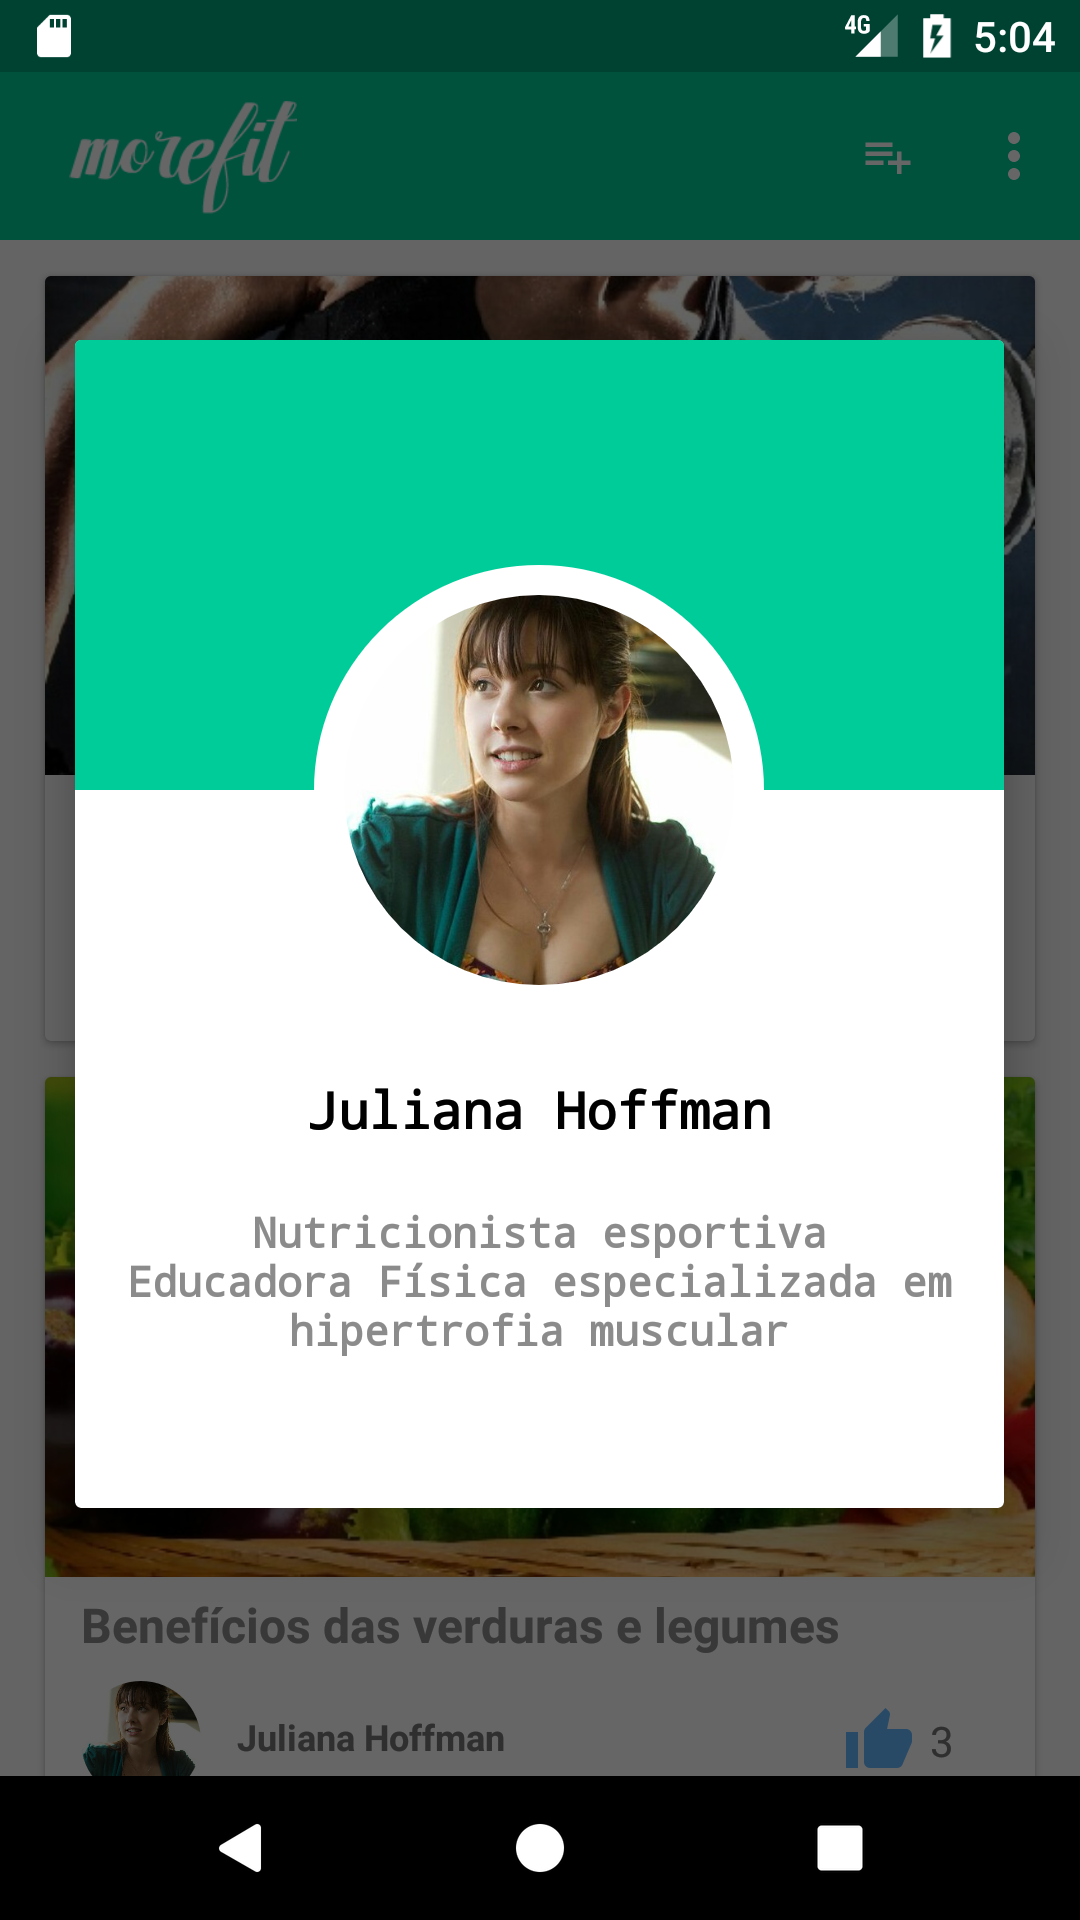 4G
5:04
morefit
Juliana Hoffman
Nutricionista esportiva
Educadora Física especializada em
hipertrofia muscular
Benefícios das verduras e legumes
Juliana Hoffman
3